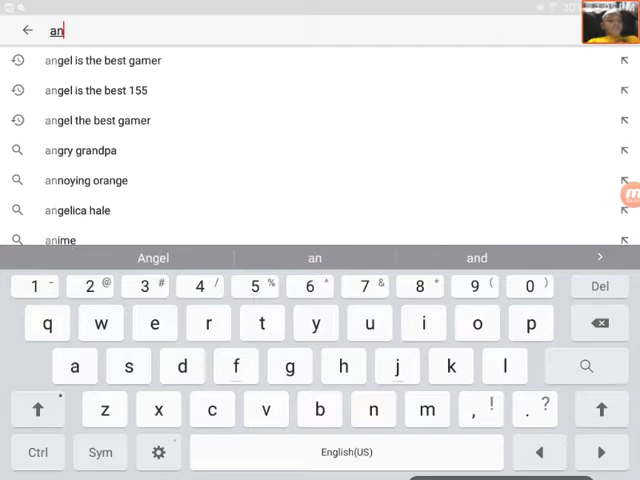 an
angel is the best gamer
angel is the best 155
angel the best gamer
angry grandpa
annoying orange
angelica hale
anime
Angel an and
1 - 2 @ 3 # 4 / 5 % 6 ^ 7 & 8 * 9 ( 0 ) Del
q w e r t y u i o p
a s d f g h j k l
z x c v b n m , ! . ?
Ctrl Sym English(US)